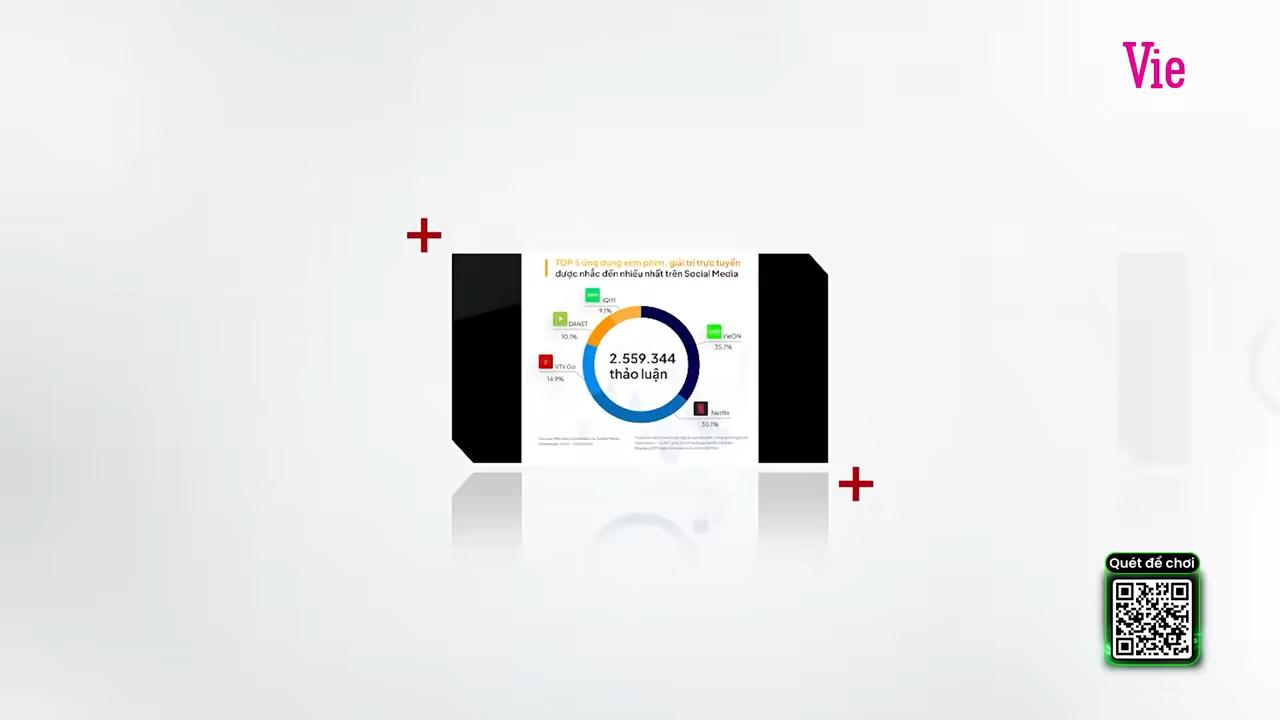 Vie
TOP 5 ứng dụng xem phim, giải trí trực tuyến
được nhắc đến nhiều nhất trên Social Media
iQIYI
9,1%
DANET
10,1%
VieON
35,7%
VTV Go
14,9%
2.559.344
thảo luận
Netflix
30,1%
Quét để chơi